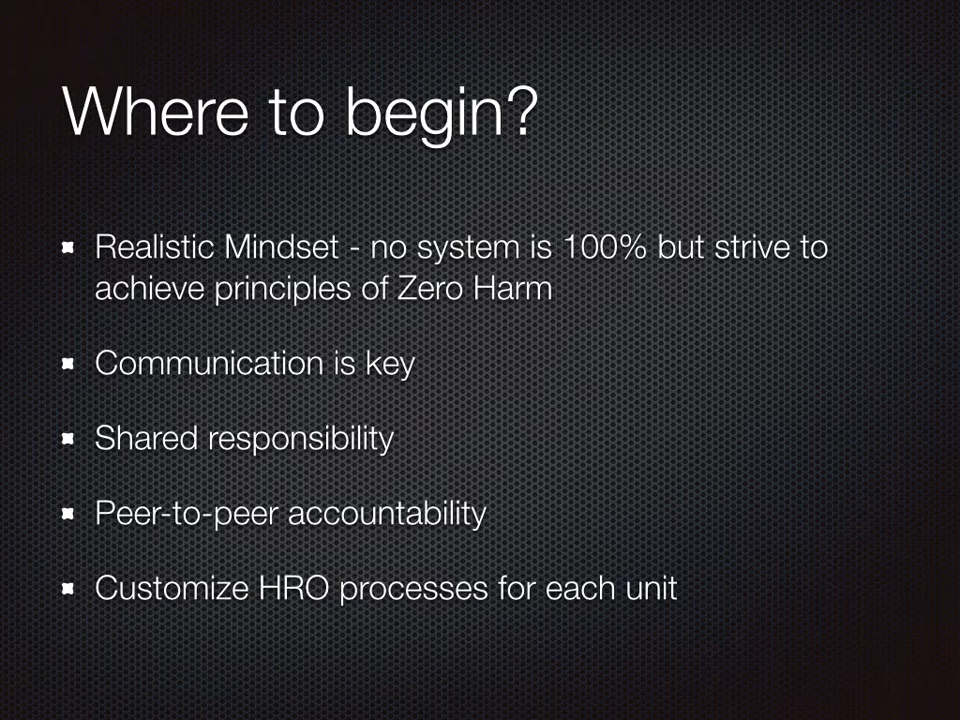 Where to begin?
Realistic Mindset - no system is 100% but strive to
achieve principles of Zero Harm
Communication is key
Shared responsibility
Peer-to-peer accountability
Customize HRO processes for each unit